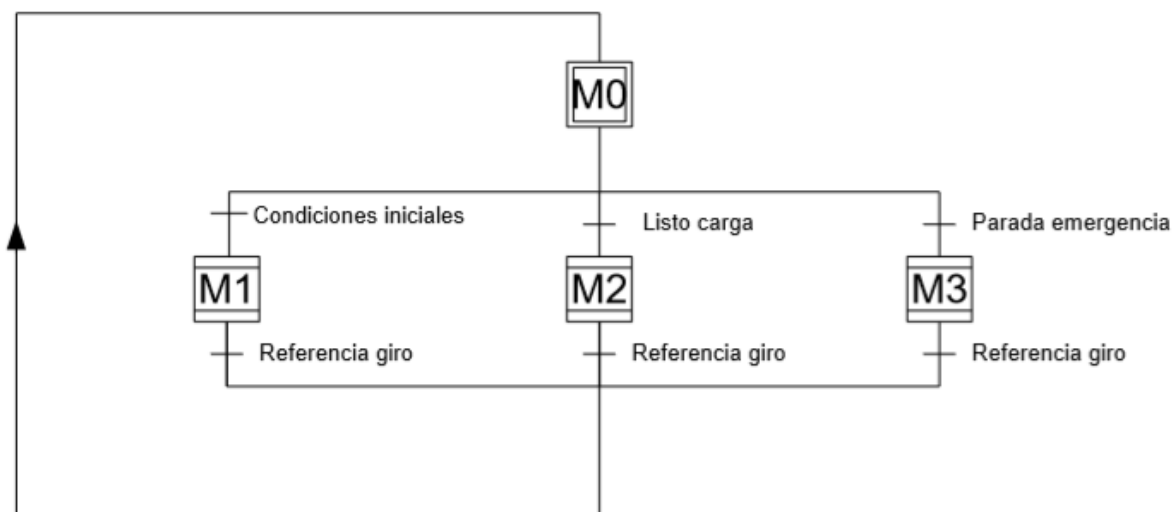 M0
Condiciones iniciales
Listo carga
Parada emergencia
M1
M2
M3
Referencia giro
Referencia giro
Referencia giro